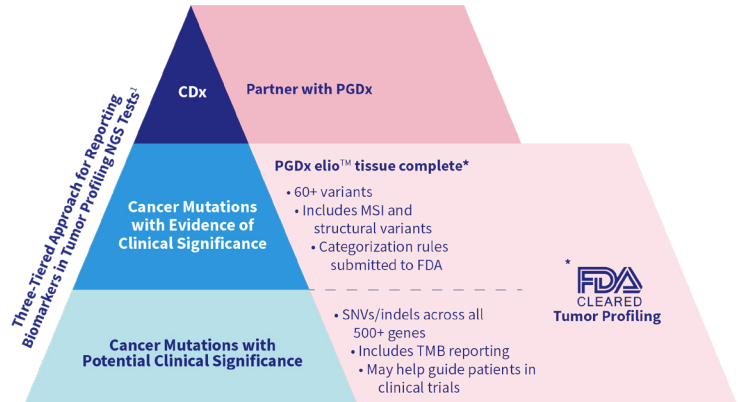 Three-Tiered Approach for Reporting
Biomarkers in Tumor Profiling NGS Tests¹
CDx
Partner with PGDx
Cancer Mutations
with Evidence of
Clinical Significance
PGDx elio™ tissue complete*
• 60+ variants
• Includes MSI and
structural variants
• Categorization rules
submitted to FDA
Cancer Mutations with
Potential Clinical Significance
• SNVs/indels across all
500+ genes
• Includes TMB reporting
• May help guide patients in
clinical trials
*
FDA
CLEARED
Tumor Profiling